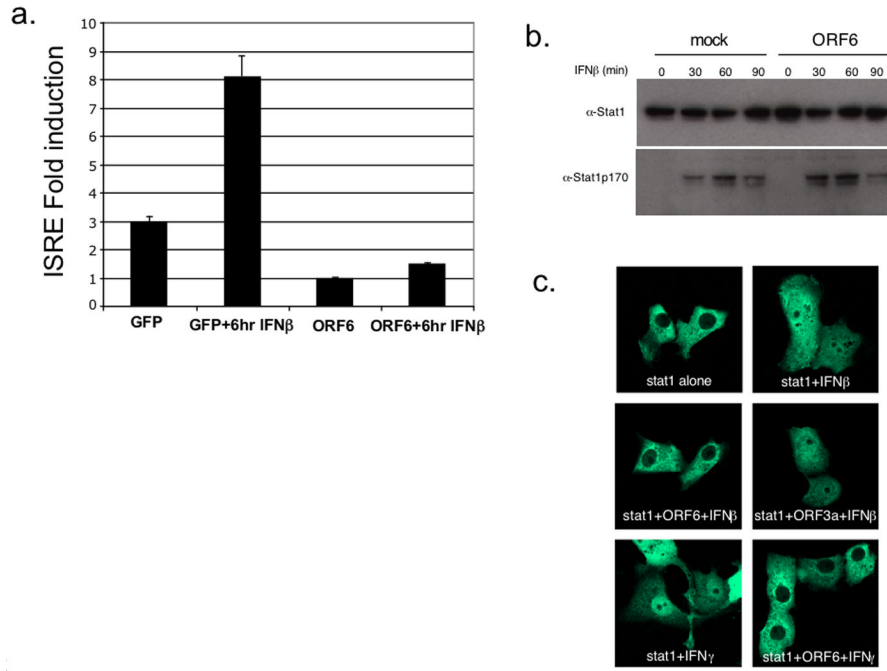 a.
ISRE Fold induction
10
9
8
7
6
5
4
3
2
1
0
GFP
GFP+6hr IFNβ
ORF6
ORF6+6hr IFNβ
b.
mock ORF6
IFNβ (min) 0 30 60 90 0 30 60 90
α-Stat1
α-Stat1p170
c.
stat1 alone
stat1+IFNβ
stat1+ORF6+IFNβ
stat1+ORF3a+IFNβ
stat1+IFNγ
stat1+ORF6+IFNγ